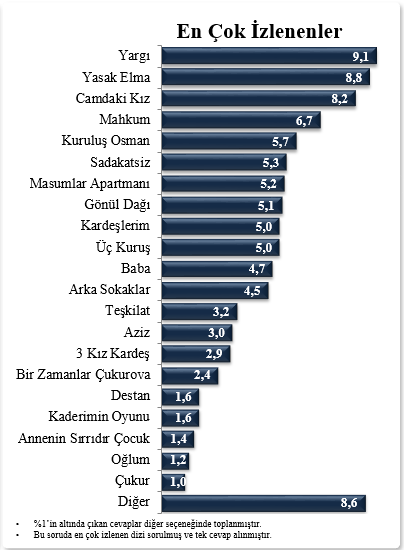 En Çok İzlenenler
Yargı 9,1
Yasak Elma 8,8
Camdaki Kız 8,2
Mahkum 6,7
Kuruluş Osman 5,7
Sadakatsiz 5,3
Masumlar Apartmanı 5,2
Gönül Dağı 5,1
Kardeşlerim 5,0
Üç Kuruş 5,0
Baba 4,7
Arka Sokaklar 4,5
Teşkilat 3,2
Aziz 3,0
3 Kız Kardeş 2,9
Bir Zamanlar Çukurova 2,4
Destan 1,6
Kaderimin Oyunu 1,6
Annenin Sırrıdır Çocuk 1,4
Oğlum 1,2
Çukur 1,0
Diğer 8,6
• %1'in altında çıkan cevaplar diğer seçeneğinde toplanmıştır.
• Bu soruda en çok izlenen dizi sorulmuş ve tek cevap alınmıştır.